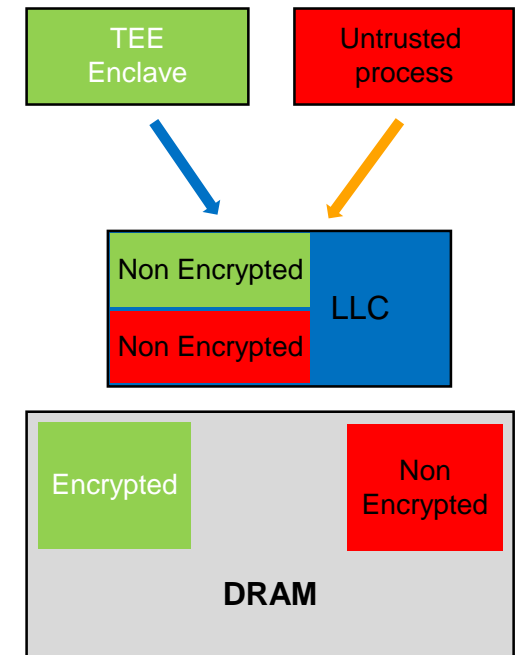 TEE
Enclave
Untrusted
process
Non Encrypted
LLC
Non Encrypted
Encrypted
Non
Encrypted
DRAM